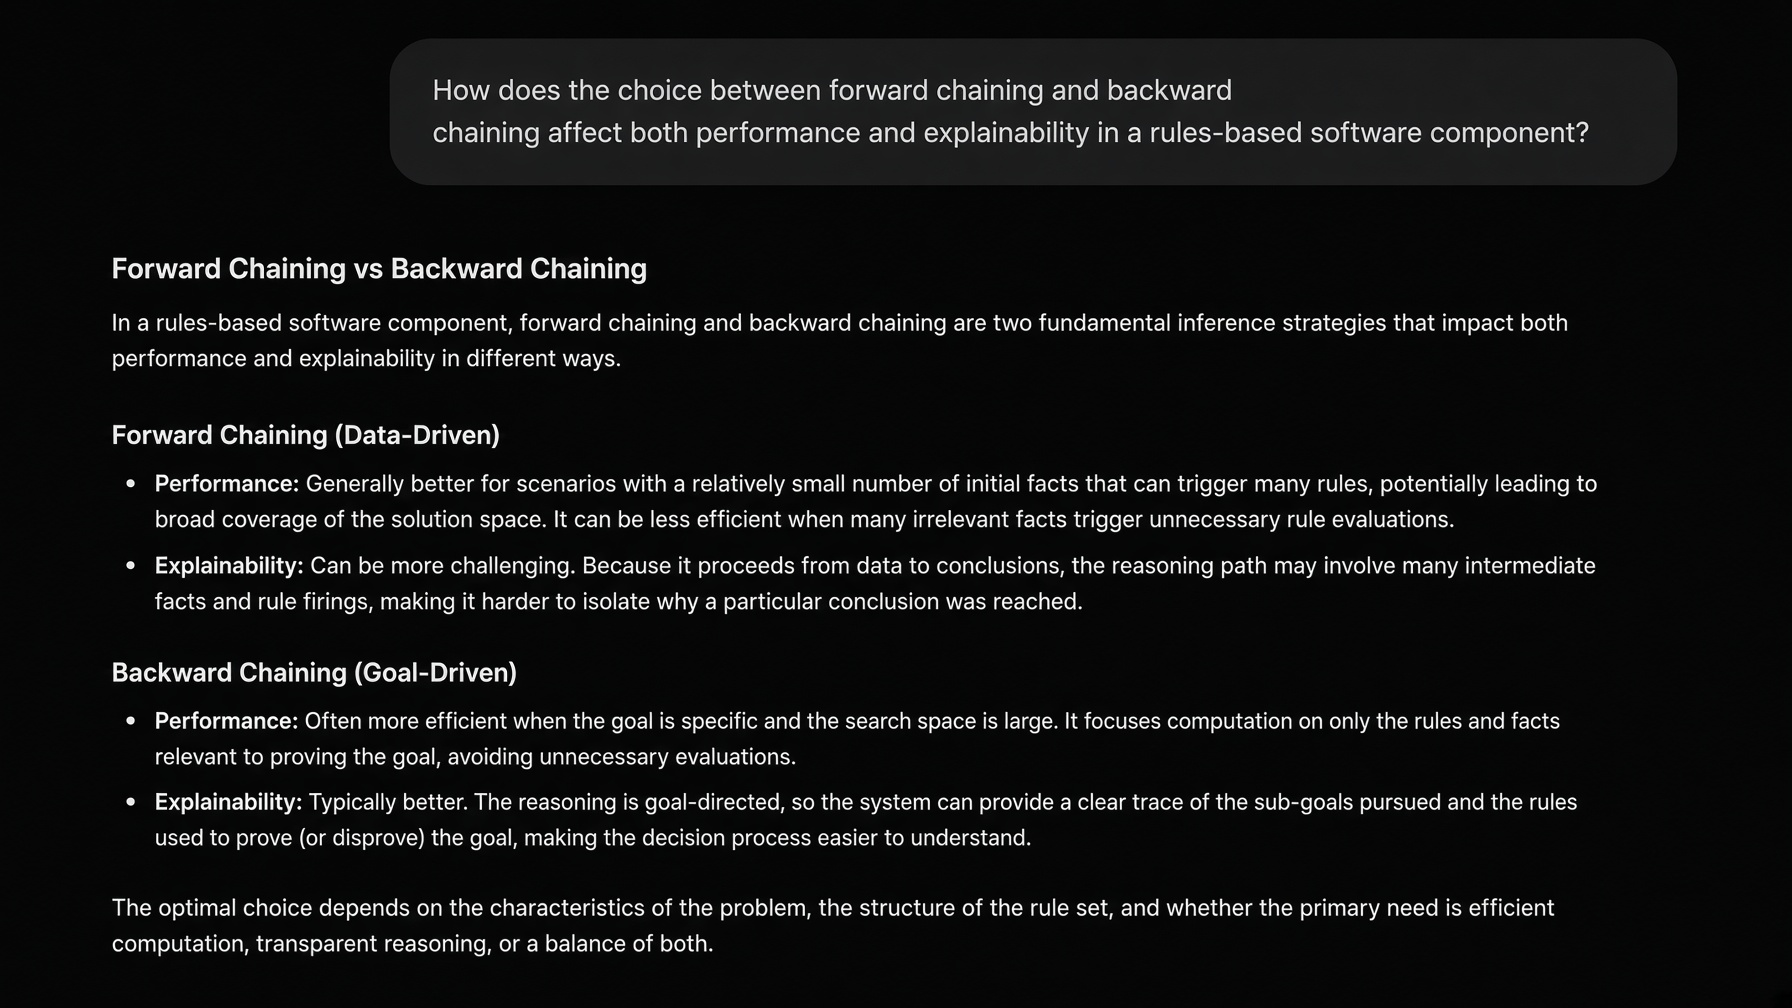 How does the choice between forward chaining and backward
chaining affect both performance and explainability in a rules-based software component?
Forward Chaining vs Backward Chaining
In a rules-based software component, forward chaining and backward chaining are two fundamental inference strategies that impact both
performance and explainability in different ways.
Forward Chaining (Data-Driven)
• Performance: Generally better for scenarios with a relatively small number of initial facts that can trigger many rules, potentially leading to
broad coverage of the solution space. It can be less efficient when many irrelevant facts trigger unnecessary rule evaluations.
• Explainability: Can be more challenging. Because it proceeds from data to conclusions, the reasoning path may involve many intermediate
facts and rule firings, making it harder to isolate why a particular conclusion was reached.
Backward Chaining (Goal-Driven)
• Performance: Often more efficient when the goal is specific and the search space is large. It focuses computation on only the rules and facts
relevant to proving the goal, avoiding unnecessary evaluations.
• Explainability: Typically better. The reasoning is goal-directed, so the system can provide a clear trace of the sub-goals pursued and the rules
used to prove (or disprove) the goal, making the decision process easier to understand.
The optimal choice depends on the characteristics of the problem, the structure of the rule set, and whether the primary need is efficient
computation, transparent reasoning, or a balance of both.